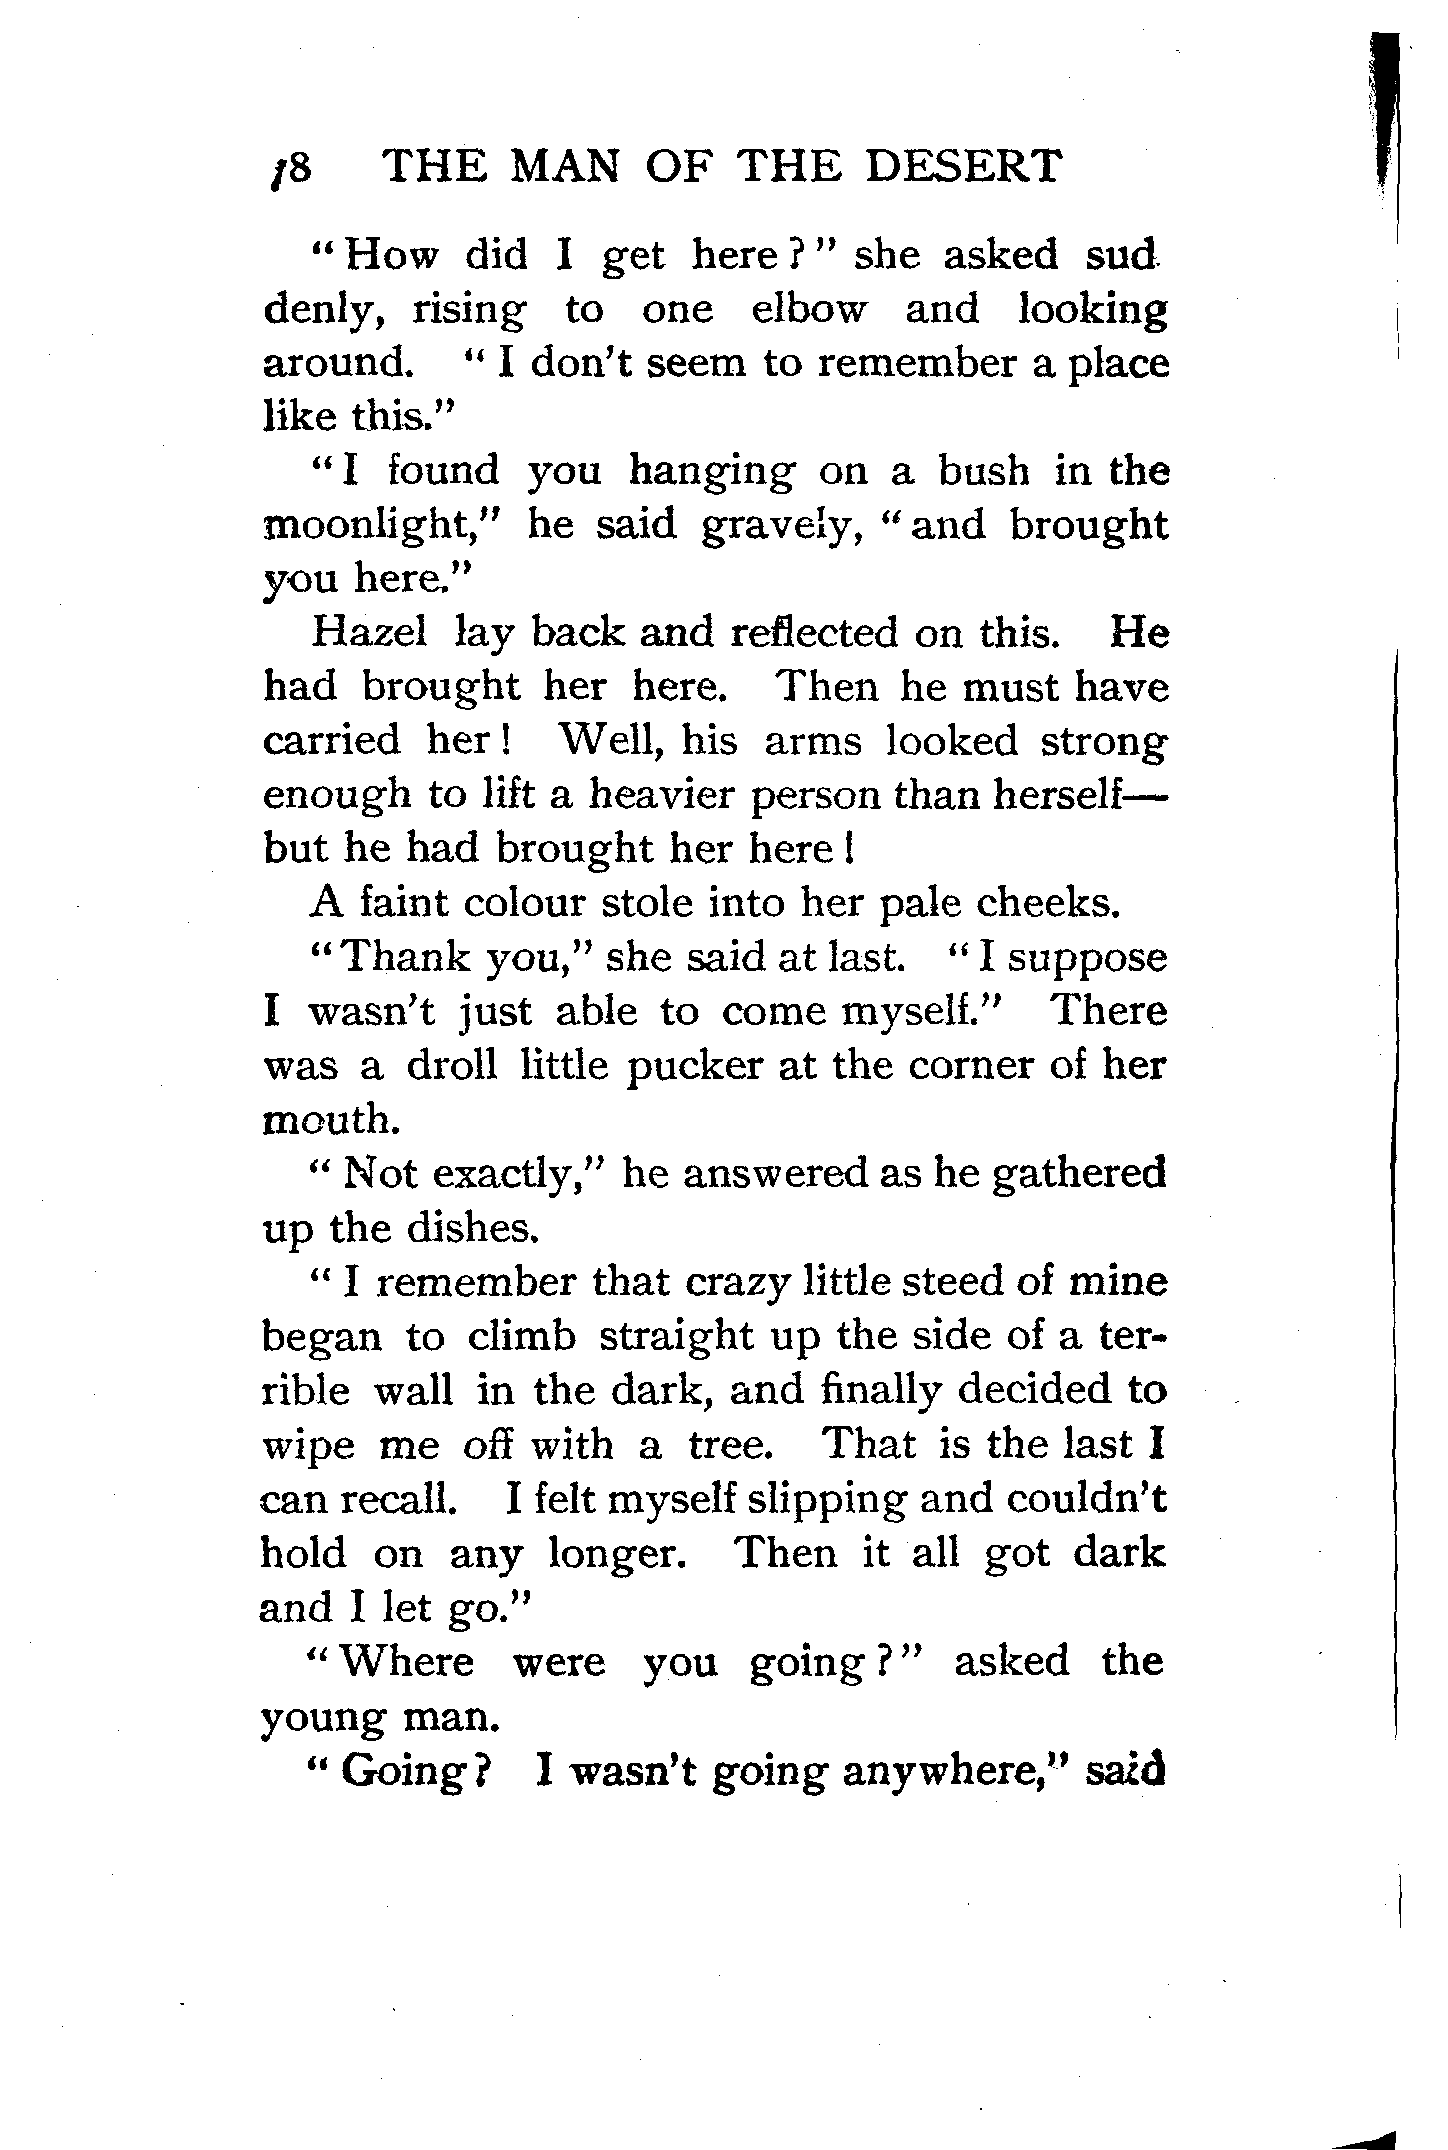 18 THE MAN OF THE DESERT
"How did I get here?" she asked sud
denly, rising to one elbow and looking
around. "I don't seem to remember a place
like this."
"I found you hanging on a bush in the
moonlight," he said gravely, "and brought
you here."
Hazel lay back and reflected on this. He
had brought her here. Then he must have
carried her! Well, his arms looked strong
enough to lift a heavier person than herself—
but he had brought her here!
A faint colour stole into her pale cheeks.
"Thank you," she said at last. "I suppose
I wasn't just able to come myself." There
was a droll little pucker at the corner of her
mouth.
"Not exactly," he answered as he gathered
up the dishes.
"I remember that crazy little steed of mine
began to climb straight up the side of a ter-
rible wall in the dark, and finally decided to
wipe me off with a tree. That is the last I
can recall. I felt myself slipping and couldn't
hold on any longer. Then it all got dark
and I let go."
"Where were you going?" asked the
young man.
"Going? I wasn't going anywhere," said